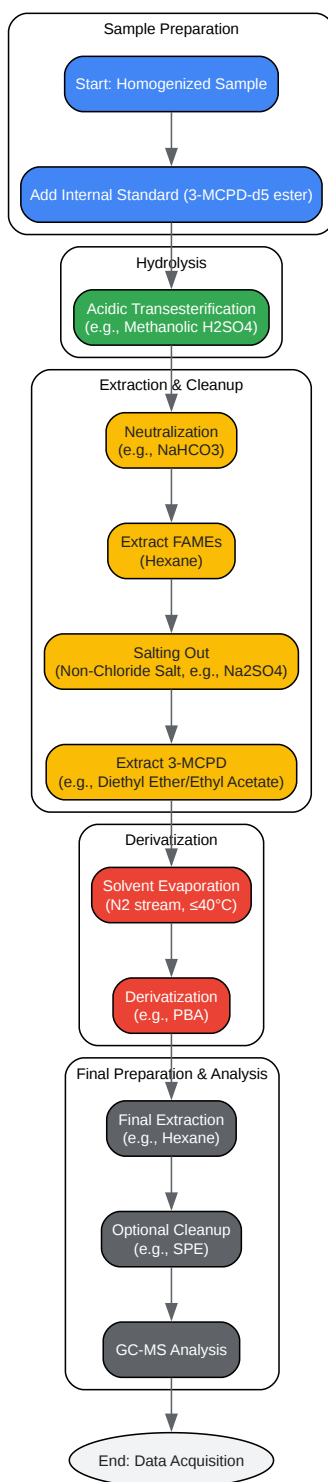 Sample Preparation
Start: Homogenized Sample
Add Internal Standard (3-MCPD-d5 ester)
Hydrolysis
Acidic Transesterification
(e.g., Methanolic H2SO4)
Extraction & Cleanup
Neutralization
(e.g., NaHCO3)
Extract FAMEs
(Hexane)
Salting Out
(Non-Chloride Salt, e.g., Na2SO4)
Extract 3-MCPD
(e.g., Diethyl Ether/Ethyl Acetate)
Derivatization
Solvent Evaporation
(N2 stream, ≤40°C)
Derivatization
(e.g., PBA)
Final Preparation & Analysis
Final Extraction
(e.g., Hexane)
Optional Cleanup
(e.g., SPE)
GC-MS Analysis
End: Data Acquisition